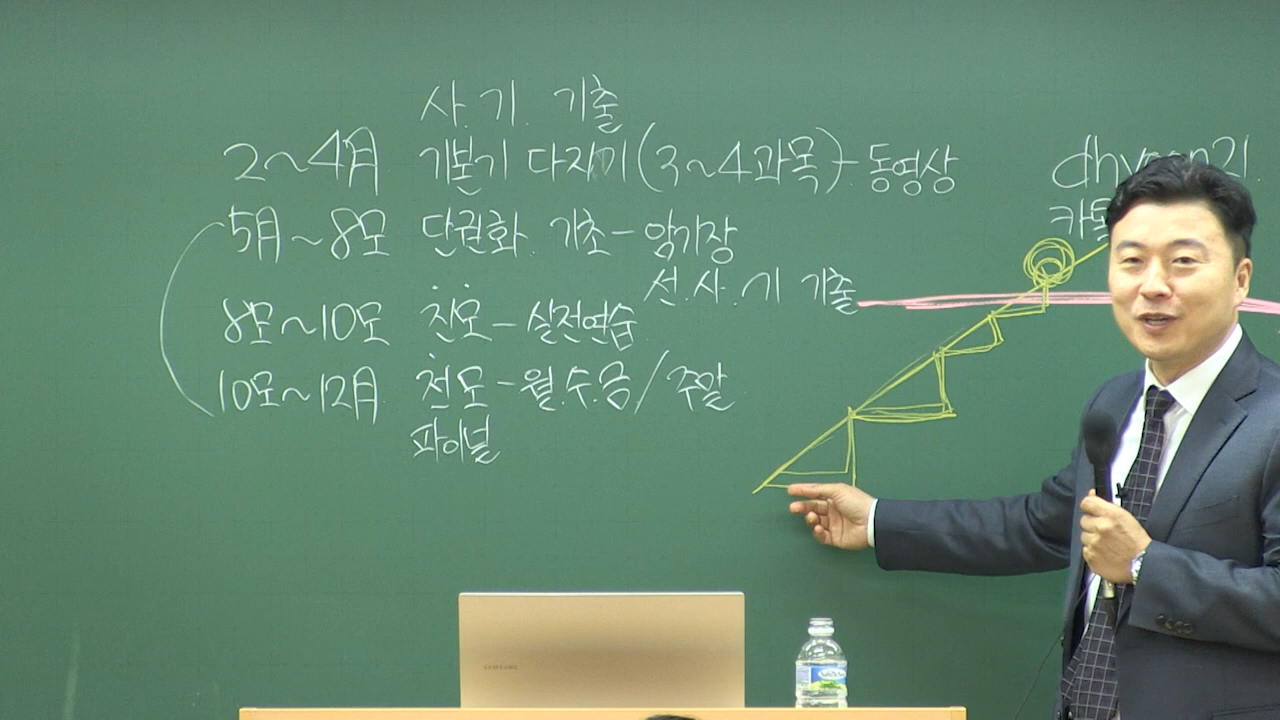 사.기. 기출
2~4月 기본기 다지기(3~4과목)-동영상
5月~8모 단권화. 기초-암기장
선.사.기 기출
8모~10모 진모-실전연습
10모~12月 전모-월.수.금/주말
파이널
카톡
SAMSUNG